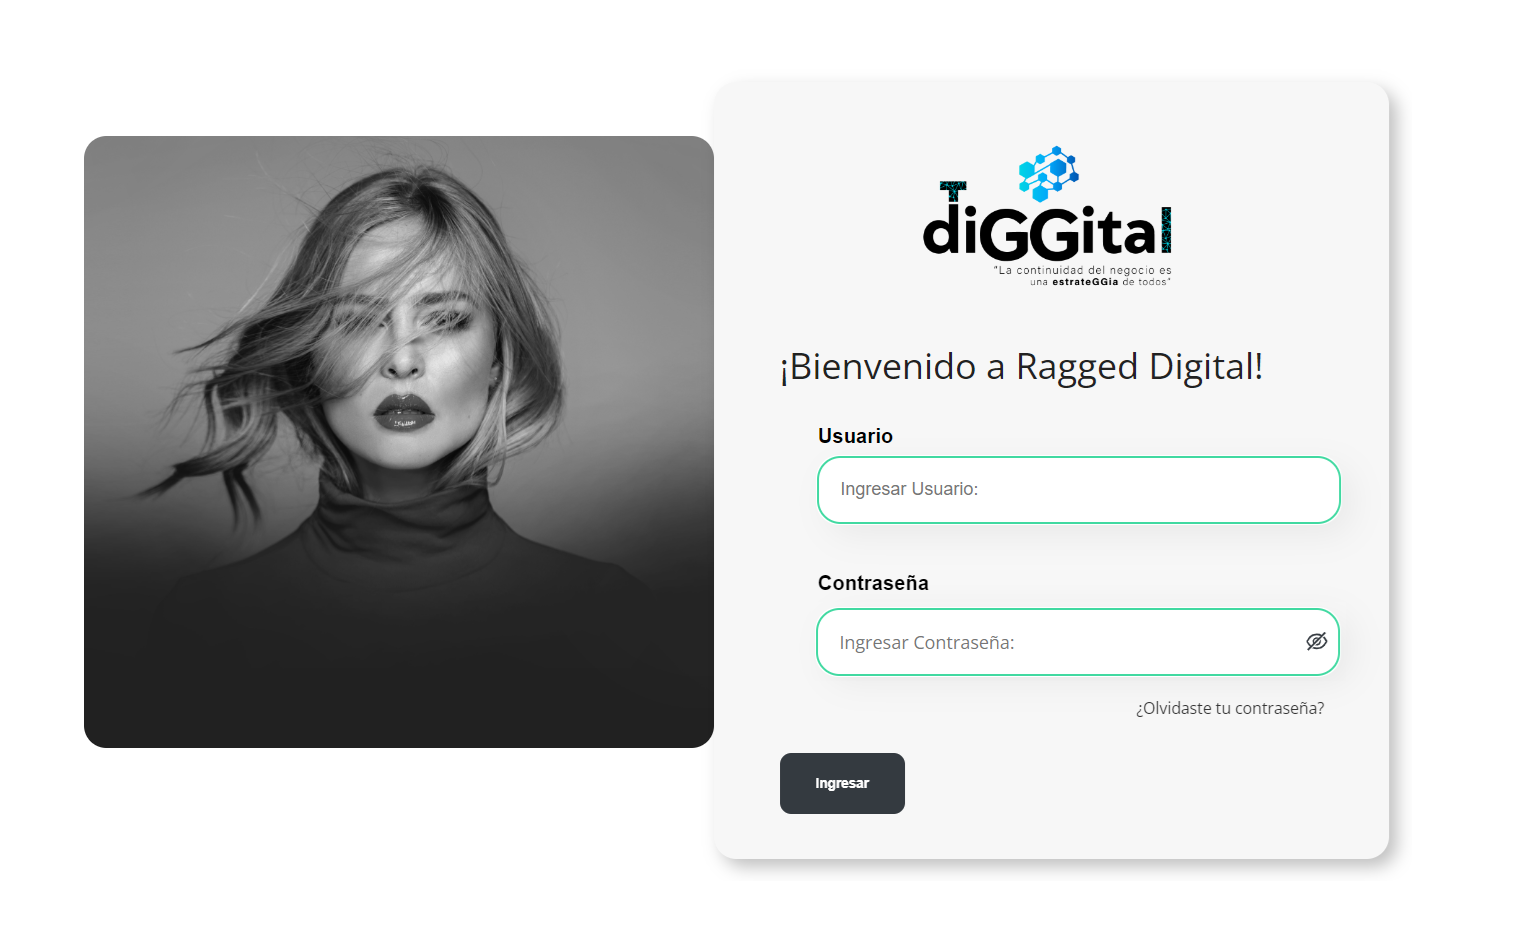 TdiGGital
"La continuidad del negocio es
una estrateGGia de todos"
¡Bienvenido a Ragged Digital!
Usuario
Ingresar Usuario:
Contraseña
Ingresar Contraseña:
¿Olvidaste tu contraseña?
Ingresar